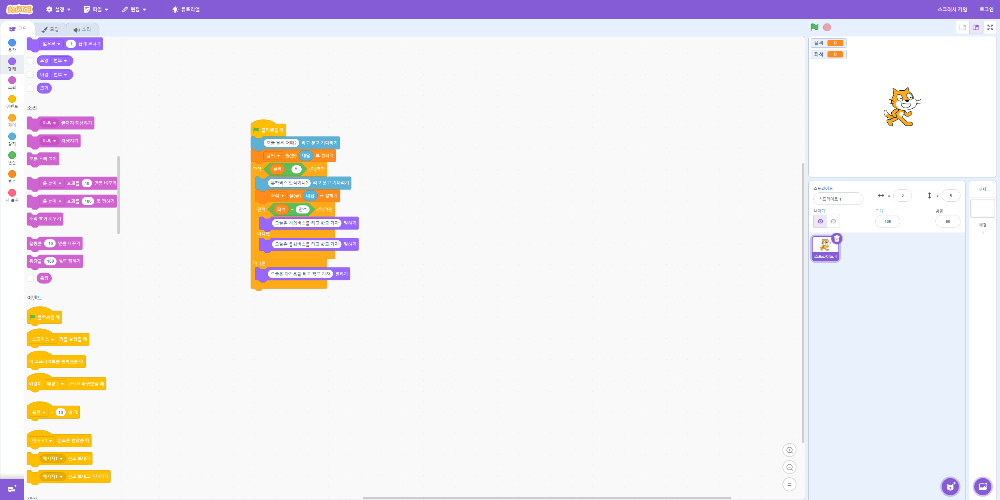 SCRATCH 설정 파일 편집 튜토리얼 스크래치 가입 로그인
코드 모양 소리
동작
형태
소리
이벤트
제어
감지
연산
변수
내 블록
앞으로 1 단계 보내기
모양 번호
배경 번호
크기
소리
야옹 끝까지 재생하기
야옹 재생하기
모든 소리 끄기
음 높이 효과를 10 만큼 바꾸기
음 높이 효과를 100 로 정하기
소리 효과 지우기
음량을 -10 만큼 바꾸기
음량을 100 %로 정하기
음량
이벤트
클릭했을 때
스페이스 키를 눌렀을 때
이 스프라이트를 클릭했을 때
배경이 배경 1 (으)로 바뀌었을 때
음량 > 10 일 때
메시지1 신호를 받았을 때
메시지1 신호 보내기
메시지1 신호 보내고 기다리기
클릭했을 때
오늘 날씨 어때? 라고 묻고 기다리기
날씨 을(를) 대답 로 정하기
만약 날씨 = 비 (이)라면
통학버스 만석이니? 라고 묻고 기다리기
좌석 을(를) 대답 로 정하기
만약 좌석 = 만석 (이)라면
오늘은 시외버스를 타고 학교 가자 말하기
아니면
오늘은 통학버스를 타고 학교 가자 말하기
아니면
오늘은 자가용을 타고 학교 가자 말하기
날씨 0
좌석 0
스프라이트
스프라이트 1 x 0 y 0
보이기 크기 방향
100 90
스프라이트 1
무대
배경
1